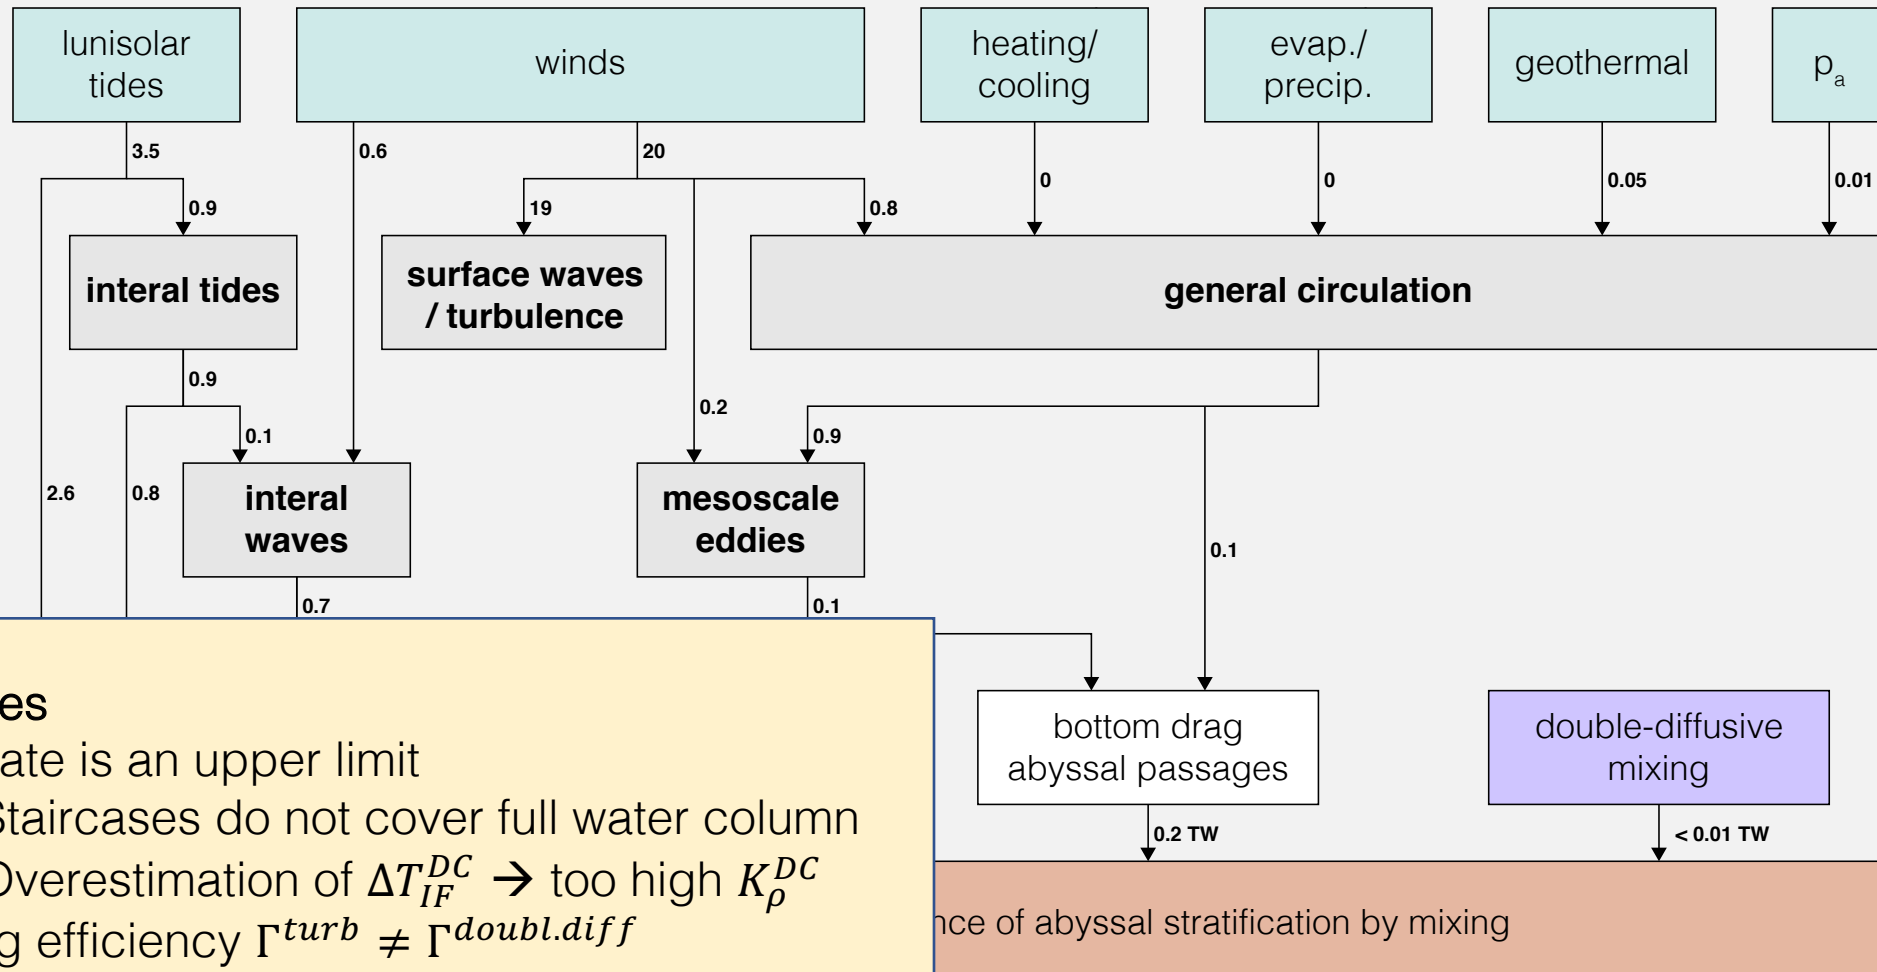 lunisolar
tides
winds
heating/
cooling
evap./
precip.
geothermal
pₐ
3.5
0.6
20
0
0
0.05
0.01
0.9
19
0.8
interal tides
surface waves
/ turbulence
general circulation
0.9
0.2
0.1
0.9
2.6
0.8
interal
waves
mesoscale
eddies
0.1
0.7
0.1
bottom drag
abyssal passages
double-diffusive
mixing
0.2 TW
< 0.01 TW
es
ate is an upper limit
Staircases do not cover full water column
Overestimation of ΔT_{IF}^{DC} → too high K_ρ^{DC}
g efficiency Γ^{turb} ≠ Γ^{doubl.diff}
nce of abyssal stratification by mixing